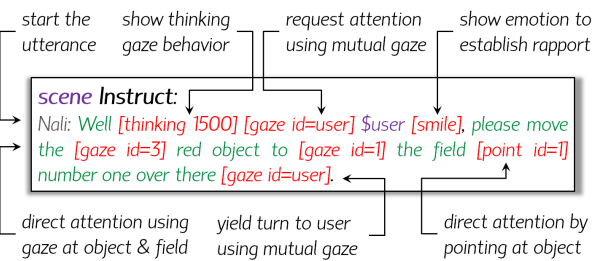 start the show thinking request attention show emotion to
utterance gaze behavior using mutual gaze establish rapport
scene Instruct:
Nali: Well [thinking 1500] [gaze id=user] $user [smile], please move
the [gaze id=3] red object to [gaze id=1] the field [point id=1]
number one over there [gaze id=user].
direct attention using yield turn to user direct attention by
gaze at object & field using mutual gaze pointing at object